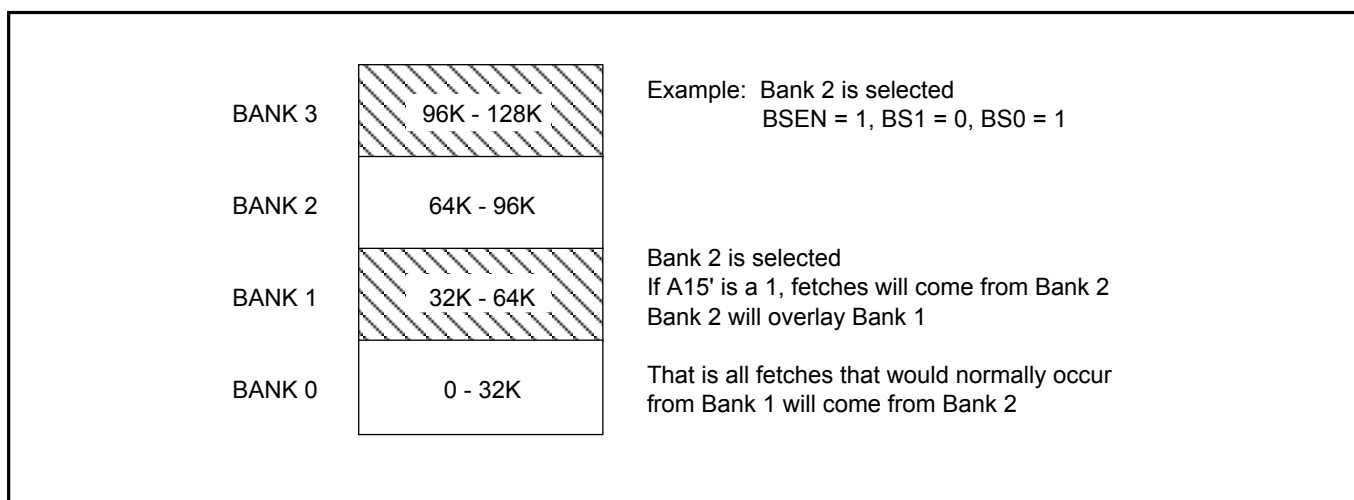 BANK 3
96K - 128K
Example: Bank 2 is selected
BSEN = 1, BS1 = 0, BS0 = 1
BANK 2
64K - 96K
BANK 1
32K - 64K
Bank 2 is selected
If A15' is a 1, fetches will come from Bank 2
Bank 2 will overlay Bank 1
BANK 0
0 - 32K
That is all fetches that would normally occur
from Bank 1 will come from Bank 2